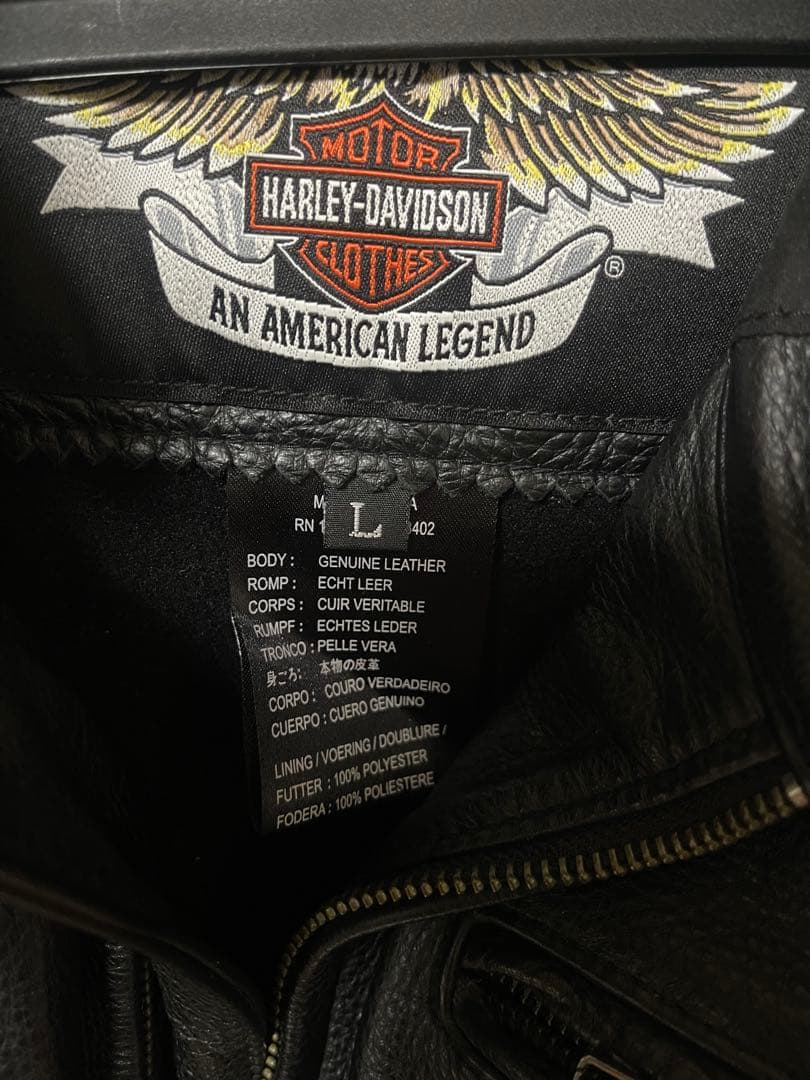 MOTOR
HARLEY-DAVIDSON
CLOTHES
®
AN AMERICAN LEGEND
L
RN
BODY : GENUINE LEATHER
ROMP : ECHT LEER
CORPS : CUIR VERITABLE
RUMPF : ECHTES LEDER
TRONCO : PELLE VERA
身ごろ: 本物の皮革
CORPO : COURO VERDADEIRO
CUERPO : CUERO GENUINO
LINING / VOERING / DOUBLURE /
FUTTER : 100% POLYESTER
FODERA : 100% POLIESTERE